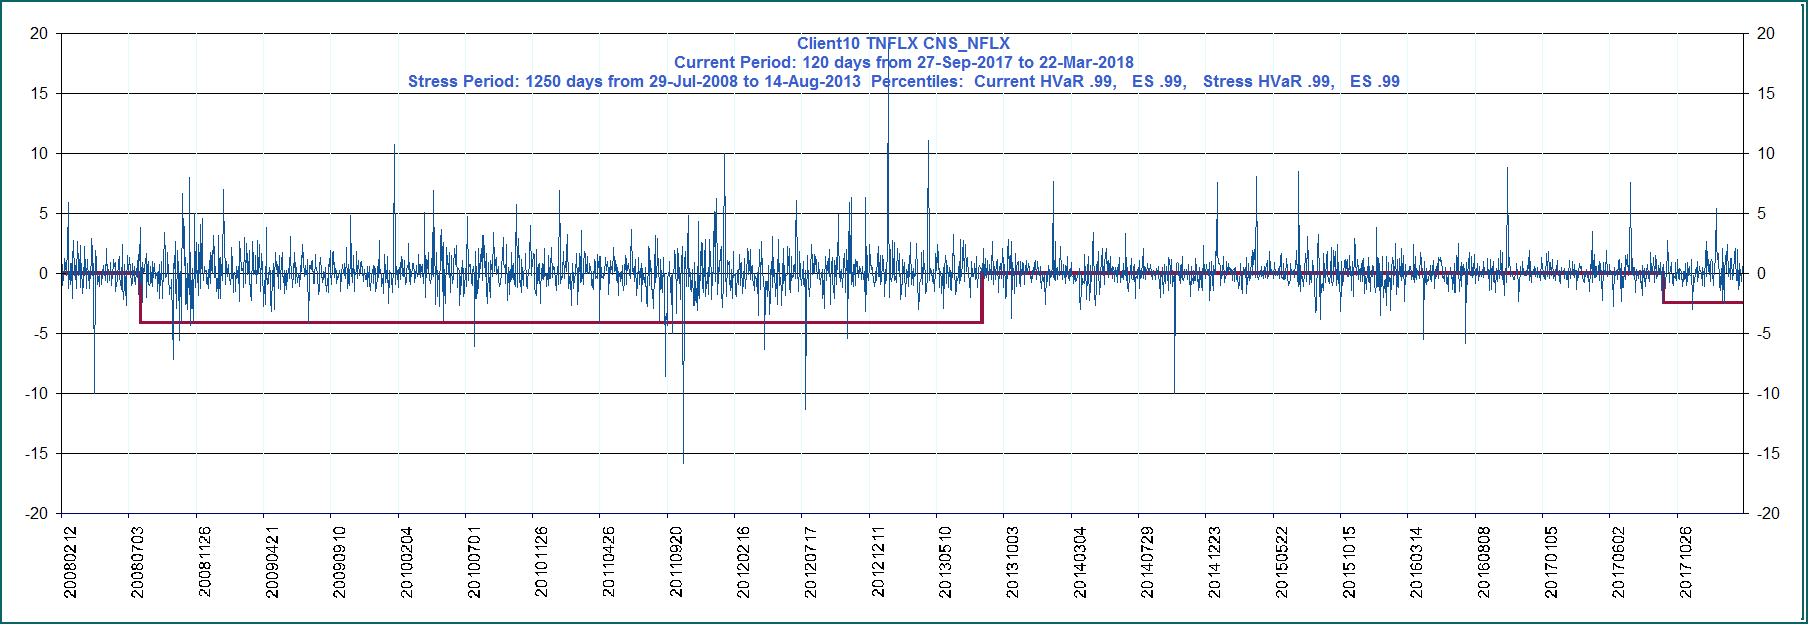 Client10 TNFLX CNS_NFLX
Current Period: 120 days from 27-Sep-2017 to 22-Mar-2018
Stress Period: 1250 days from 29-Jul-2008 to 14-Aug-2013 Percentiles: Current HVaR .99, ES .99, Stress HVaR .99, ES .99
20 20
15 15
10 10
5 5
0 0
-5 -5
-10 -10
-15 -15
-20 -20
20080212 20080703 20081126 20090421 20090910 20100204 20100701 20101126 20110426 20110920 20120216 20120717 20121211 20130510 20131003 20140304 20140729 20141223 20150522 20151015 20160314 20160808 20170105 20170602 20171026